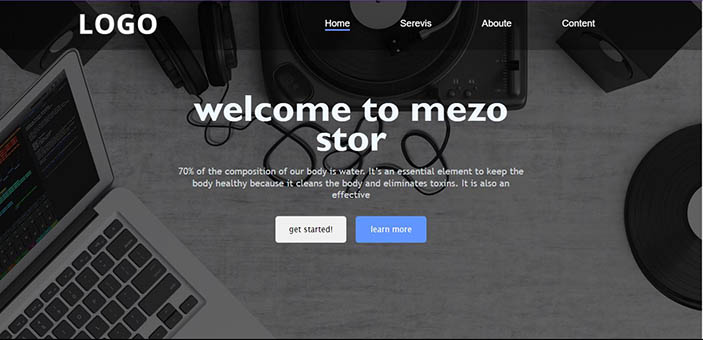 LOGO
Home Serevis Aboute Content
welcome to mezo
stor
70% of the composition of our body is water. It's an essential element to keep the
body healthy because it cleans the body and eliminates toxins. It is also an
effective
get started! learn more